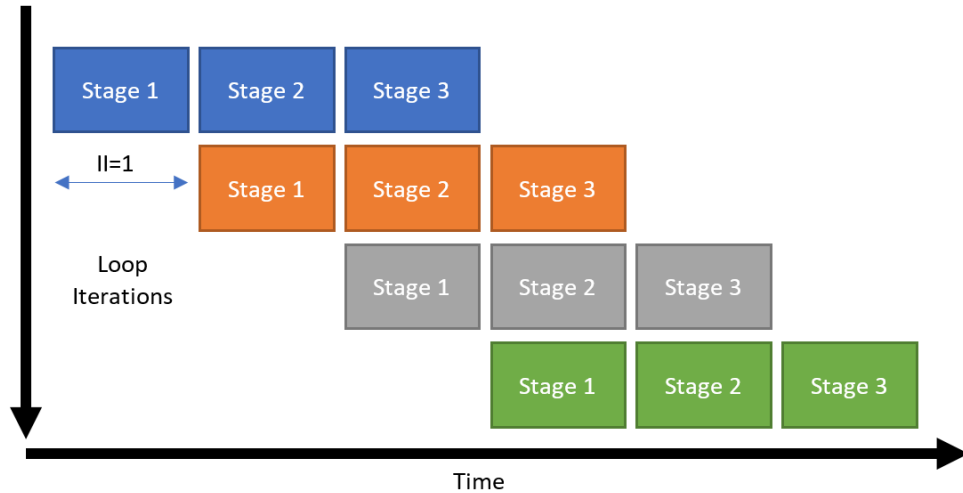 Stage 1 Stage 2 Stage 3
II=1
Stage 1 Stage 2 Stage 3
Loop
Iterations
Stage 1 Stage 2 Stage 3
Stage 1 Stage 2 Stage 3
Time